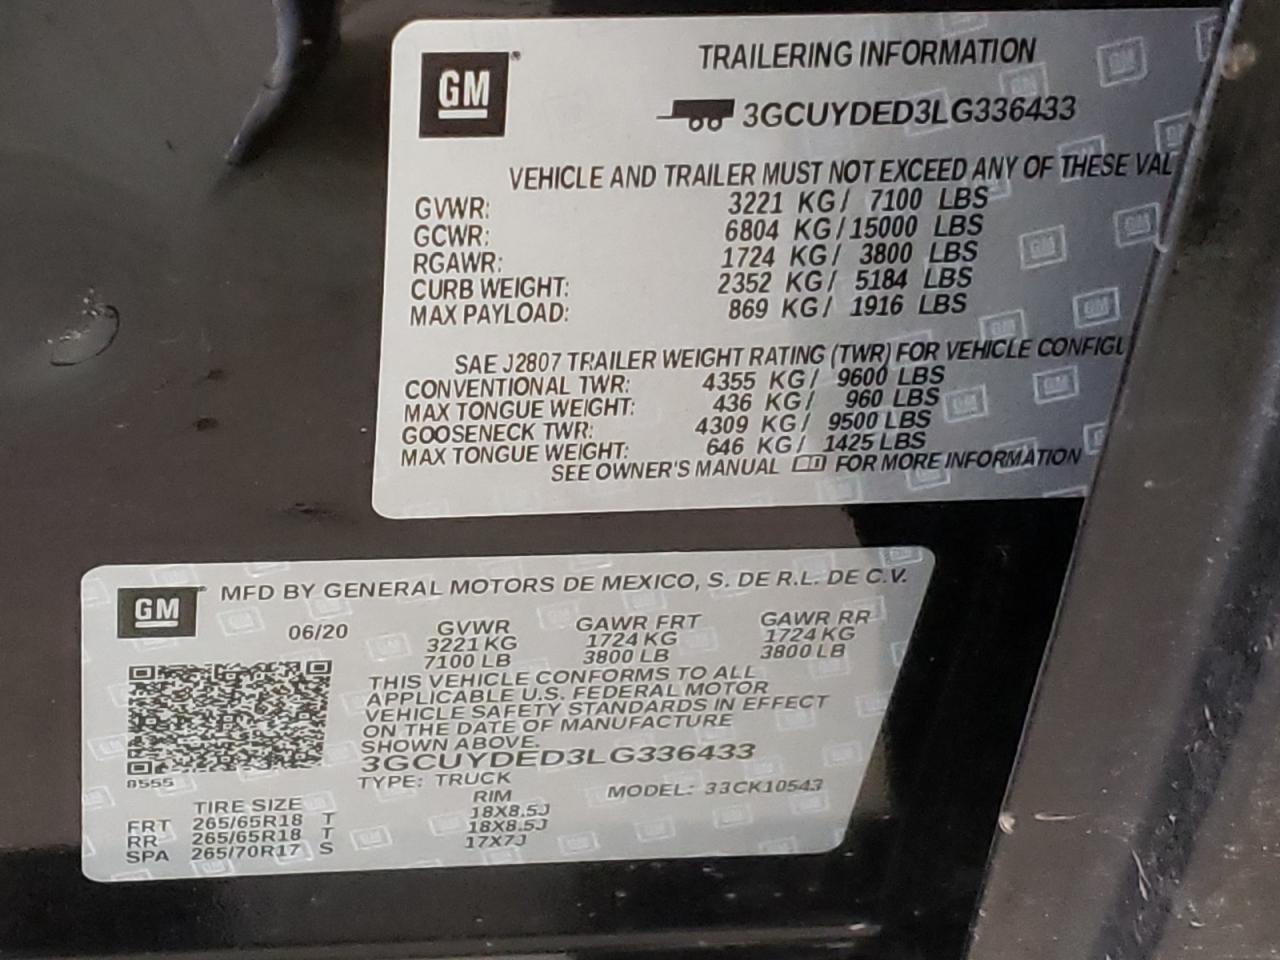 GM
TRAILERING INFORMATION
3GCUYDED3LG336433
VEHICLE AND TRAILER MUST NOT EXCEED ANY OF THESE VAL
GVWR: 3221 KG/ 7100 LBS
GCWR: 6804 KG/15000 LBS
RGAWR: 1724 KG/ 3800 LBS
CURB WEIGHT: 2352 KG/ 5184 LBS
MAX PAYLOAD: 869 KG/ 1916 LBS
SAE J2807 TRAILER WEIGHT RATING (TWR) FOR VEHICLE CONFIGU
CONVENTIONAL TWR: 4355 KG/ 9600 LBS
MAX TONGUE WEIGHT: 436 KG/ 960 LBS
GOOSENECK TWR: 4309 KG/ 9500 LBS
MAX TONGUE WEIGHT: 646 KG/ 1425 LBS
SEE OWNER'S MANUAL FOR MORE INFORMATION
GM
MFD BY GENERAL MOTORS DE MEXICO, S. DE R.L. DE C.V.
06/20 GVWR GAWR FRT GAWR RR
3221 KG 1724 KG 1724 KG
7100 LB 3800 LB 3800 LB
THIS VEHICLE CONFORMS TO ALL
APPLICABLE U.S. FEDERAL MOTOR
VEHICLE SAFETY STANDARDS IN EFFECT
ON THE DATE OF MANUFACTURE
SHOWN ABOVE.
3GCUYDED3LG336433
8555 TYPE: TRUCK MODEL: 33CK10543
TIRE SIZE RIM
FRT 265/65R18 T 18X8.5J
RR 265/65R18 T 18X8.5J
SPA 265/70R17 S 17X7J